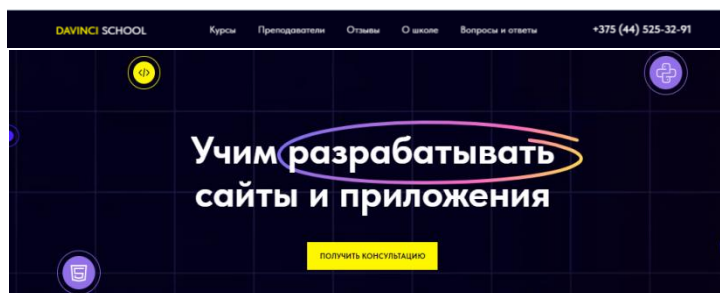 DAVINCI SCHOOL Курсы Преподаватели Отзывы О школе Вопросы и ответы +375 (44) 525-32-91
</>
Учим разрабатывать
сайты и приложения
ПОЛУЧИТЬ КОНСУЛЬТАЦИЮ
5